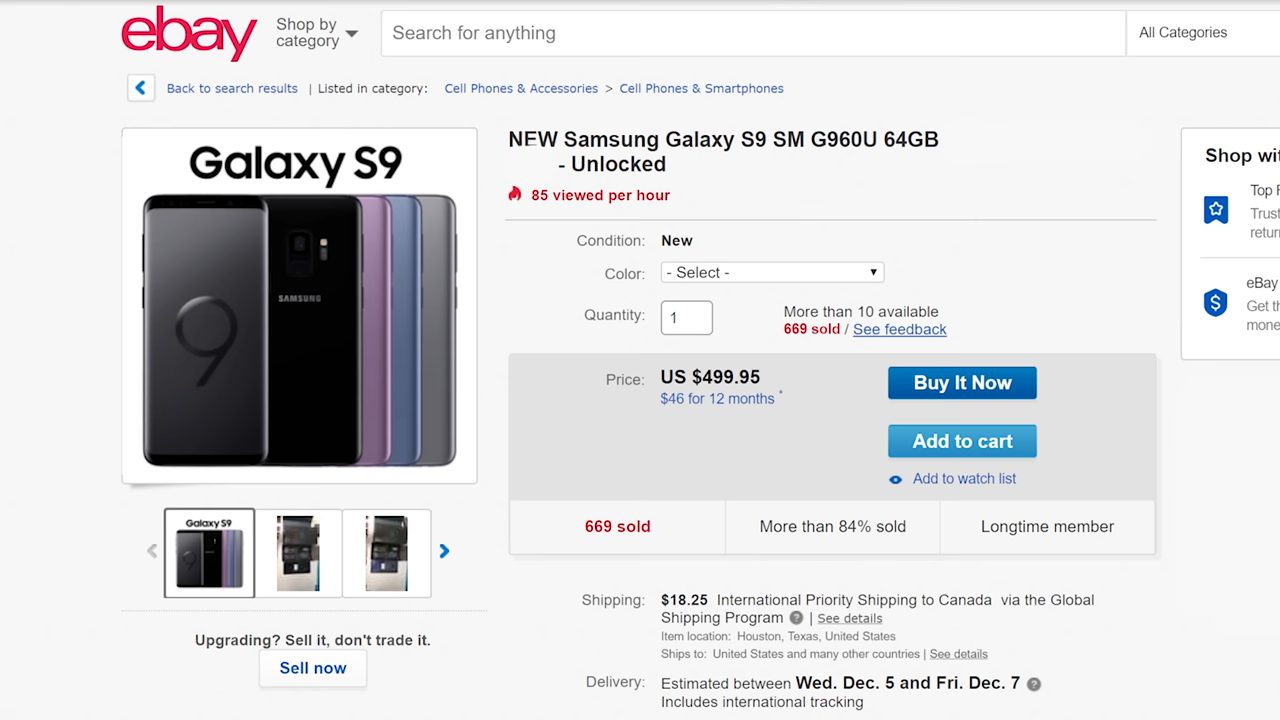 ebay
Shop by
category
Search for anything
All Categories
Back to search results | Listed in category: Cell Phones & Accessories > Cell Phones & Smartphones
Galaxy S9
SAMSUNG
9
Galaxy S9
Upgrading? Sell it, don't trade it.
Sell now
NEW Samsung Galaxy S9 SM G960U 64GB
- Unlocked
85 viewed per hour
Condition: New
Color: - Select -
Quantity: 1
More than 10 available
669 sold / See feedback
Price: US $499.95
$46 for 12 months *
Buy It Now
Add to cart
Add to watch list
669 sold
More than 84% sold
Longtime member
Shipping: $18.25 International Priority Shipping to Canada via the Global
Shipping Program ? | See details
Item location: Houston, Texas, United States
Ships to: United States and many other countries | See details
Delivery: Estimated between Wed. Dec. 5 and Fri. Dec. 7 ?
Includes international tracking
Shop wi
Top
Trust
return
eBay
Get t
mone